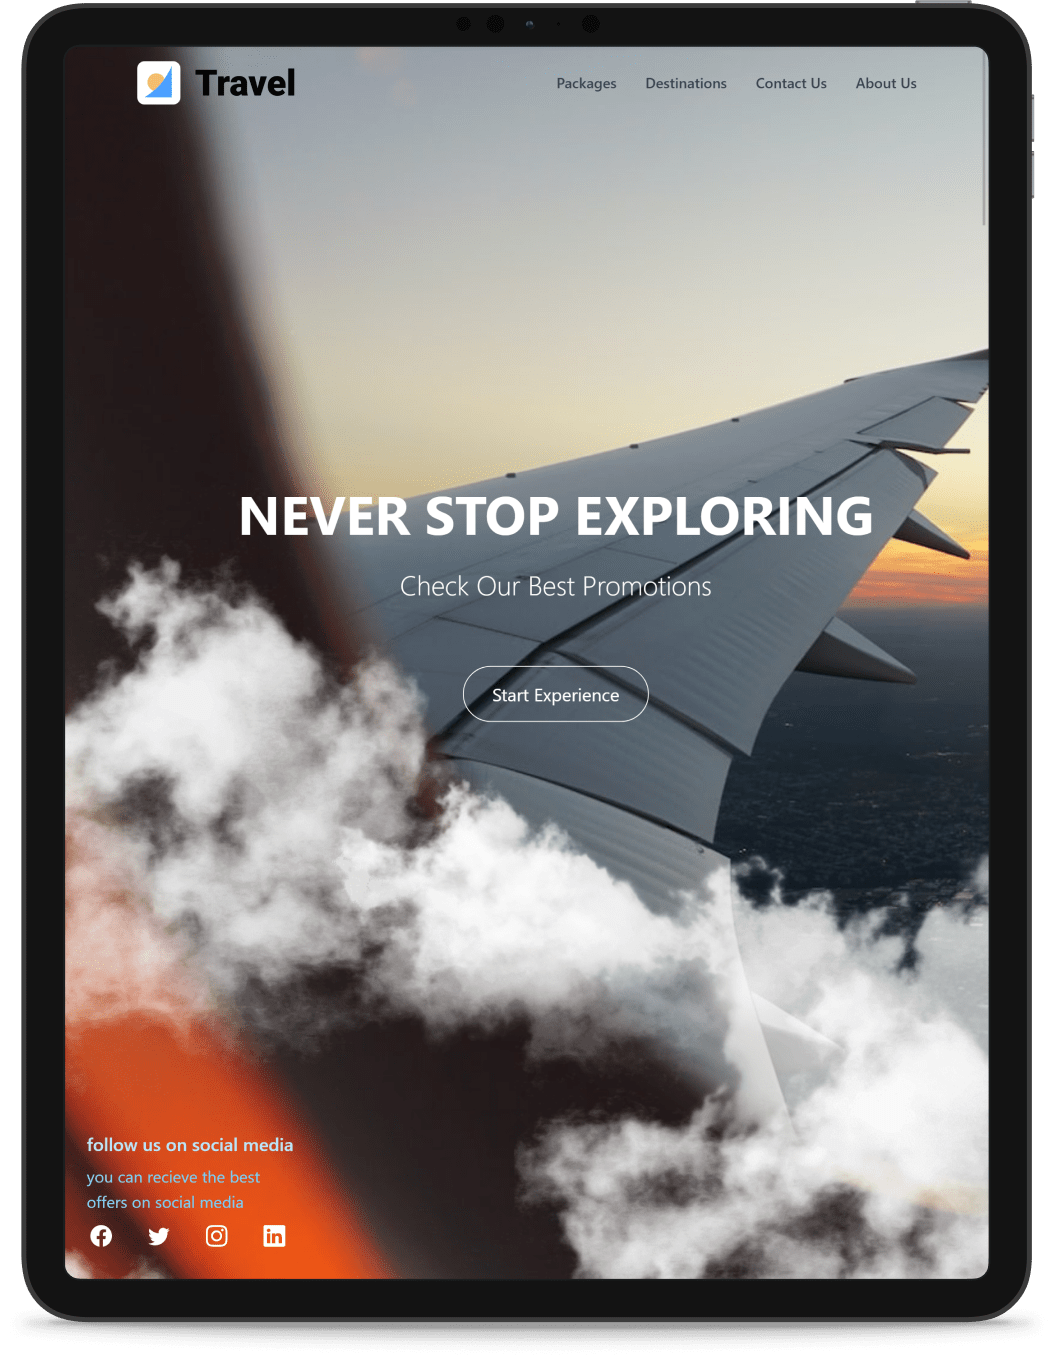 Travel
Packages Destinations Contact Us About Us
NEVER STOP EXPLORING
Check Our Best Promotions
Start Experience
follow us on social media
you can recieve the best
offers on social media